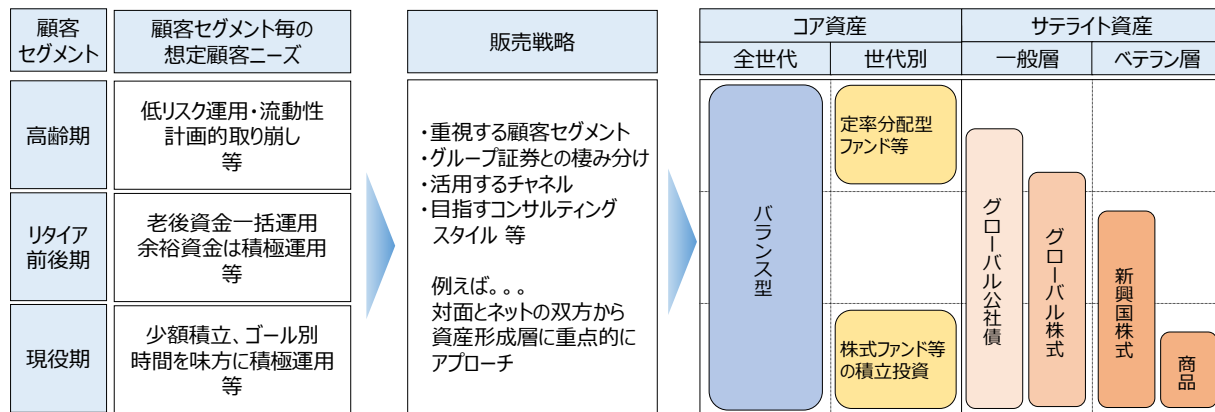 顧客
セグメント
顧客セグメント毎の
想定顧客ニーズ
高齢期
低リスク運用・流動性
計画的取り崩し
等
リタイア
前後期
老後資金一括運用
余裕資金は積極運用
等
現役期
少額積立、ゴール別
時間を味方に積極運用
等
販売戦略
・重視する顧客セグメント
・グループ証券との棲み分け
・活用するチャネル
・目指すコンサルティング
スタイル 等
例えば。。。
対面とネットの双方から
資産形成層に重点的に
アプローチ
コア資産
サテライト資産
全世代
世代別
一般層
ベテラン層
バランス型
定率分配型
ファンド等
株式ファンド等
の積立投資
グローバル公社債
グローバル株式
新興国株式
商品